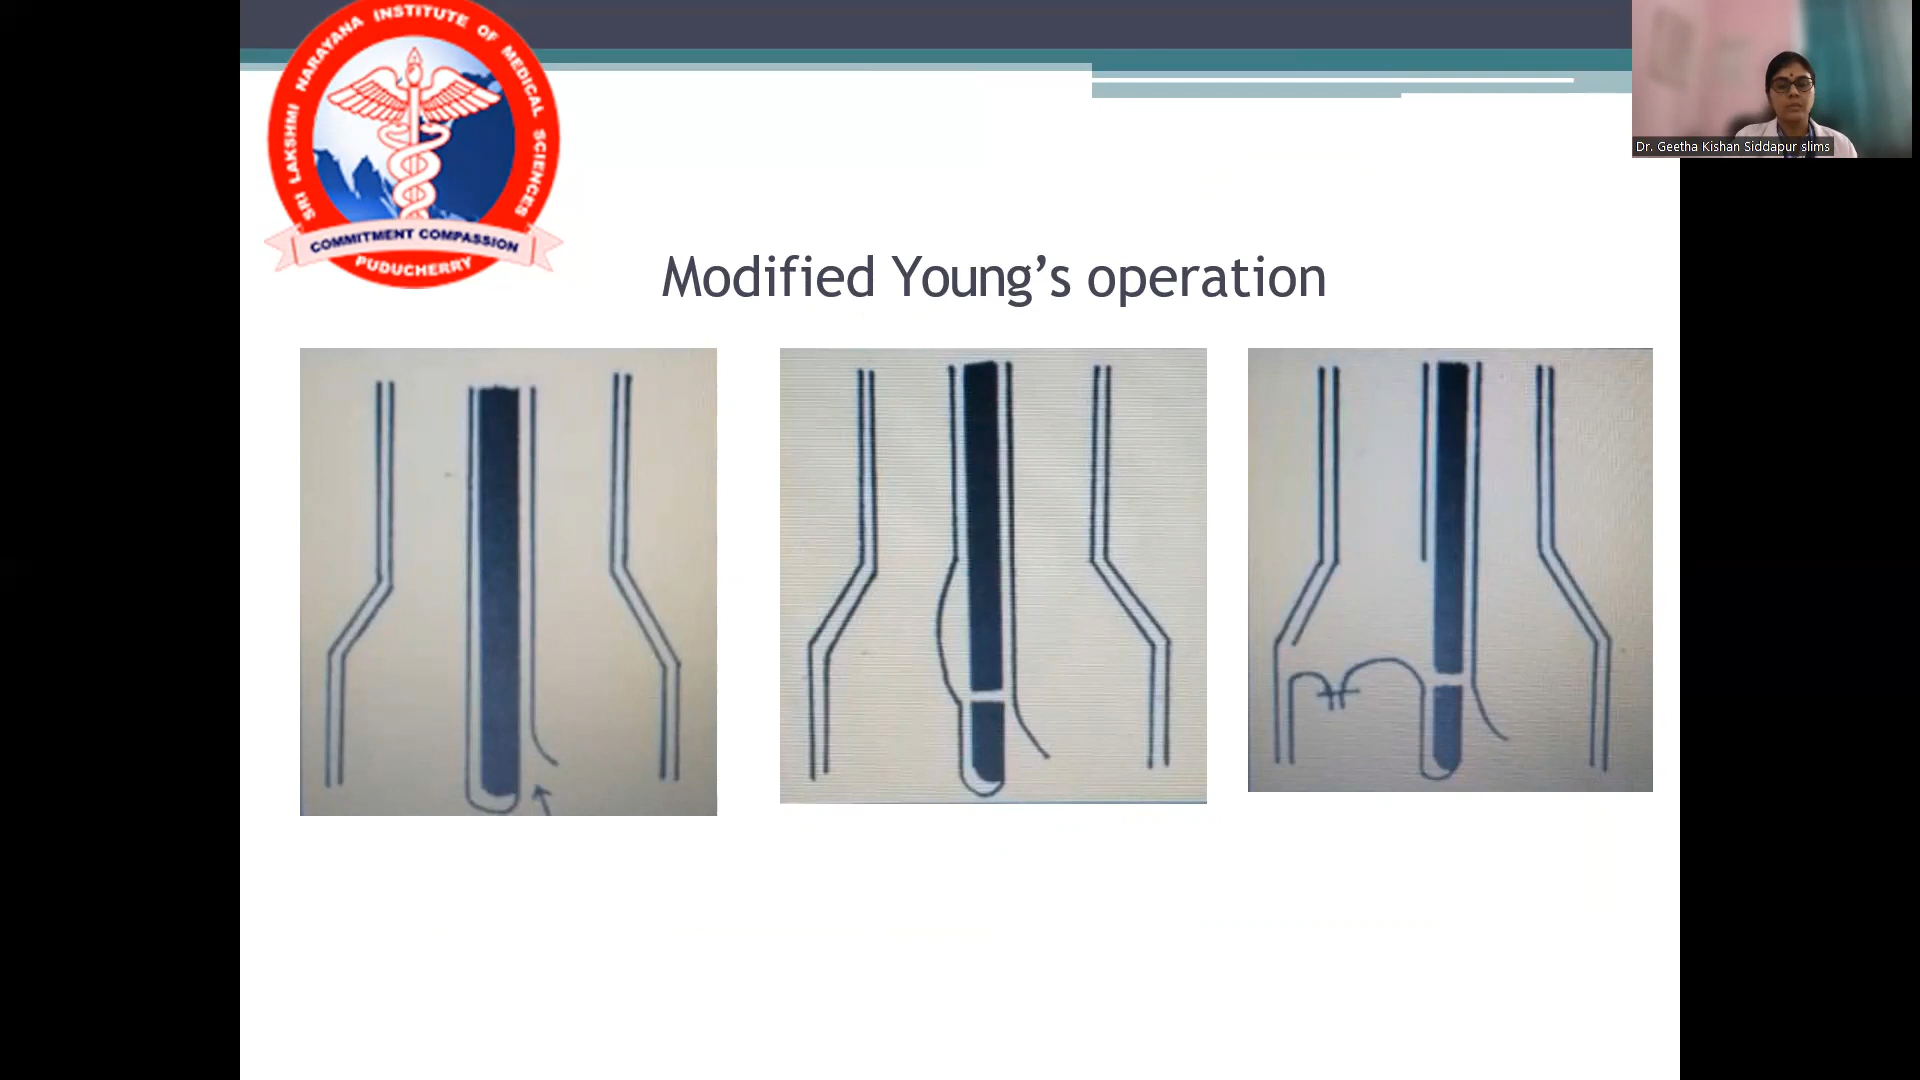 SRI LAKSHMI NARAYANA INSTITUTE OF MEDICAL SCIENCES
COMMITMENT COMPASSION
PUDUCHERRY
Dr. Geetha Kishan Siddapur slims
Modified Young’s operation